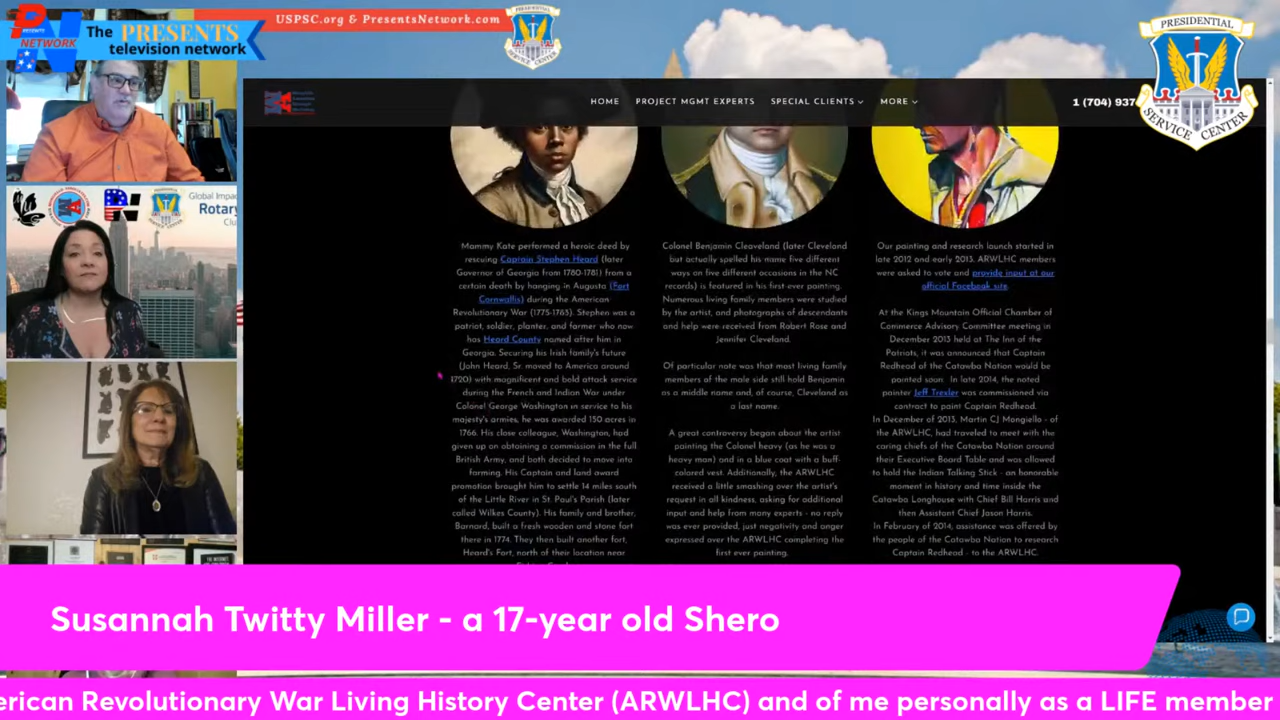 USPSC.org & PresentsNetwork.com
PRESENTS
NETWORK
The PRESENTS
television network
PRESIDENTIAL
SERVICE CENTER
HOME
PROJECT MGMT EXPERTS
SPECIAL CLIENTS
MORE
1 (704) 937
Global Impac
Rotary
Clu
Mammy Kate performed a heroic deed by
rescuing Captain Stephen Heard (later
Governor of Georgia from 1780-1781) from a
certain death by hanging in Augusta (Fort
Cornwallis) during the American
Revolutionary War (1775-1783). Stephen was a
patriot, soldier, planter, and farmer who now
has Heard County named after him in
Georgia. Securing his Irish family's future
(John Heard, Sr. moved to America around
1720) with magnificent and bold attack service
during the French and Indian War under
Colonel George Washington in service to his
majesty's armies, he was awarded 150 acres in
1766. His close colleague, Washington, had
given up on obtaining a commission in the full
British Army, and both decided to move into
farming. His Captain and land award
promotion brought him to settle 14 miles south
of the Little River in St. Paul's Parish (later
called Wilkes County). His family and brother,
Barnard, built a fresh wooden and stone fort
there in 1774. They then built another fort,
Heard's Fort, north of their location near
Colonel Benjamin Cleaveland (later Cleveland
but actually spelled his name five different
ways on five different occasions in the NC
records) is featured in his first-ever painting.
Numerous living family members were studied
by the artist, and photographs of descendants
and help were received from Robert Rose and
Jennifer Cleveland.
Of particular note was that most living family
members of the male side still hold Benjamin
as a middle name and, of course, Cleveland as
a last name.
A great controversy began about the artist
painting the Colonel heavy (as he was a
heavy man) and in a blue coat with a buff-
colored vest. Additionally, the ARWLHC
received a little smashing over the artist's
request in all kindness, asking for additional
input and help from many experts - no reply
was ever provided, just negativity and anger
expressed over the ARWLHC completing the
first ever painting.
Our painting and research launch started in
late 2012 and early 2013. ARWLHC members
were asked to vote and provide input at our
official Facebook site.
At the Kings Mountain Official Chamber of
Commerce Advisory Committee meeting in
December 2013 held at The Inn of the
Patriots, it was announced that Captain
Redhead of the Catawba Nation would be
painted soon. In late 2014, the noted
painter Jeff Trexler was commissioned via
contract to paint Captain Redhead.
In December of 2013, Martin CJ Mongiello - of
the ARWLHC, had traveled to meet with the
caring chiefs of the Catawba Nation around
their Executive Board Table and was allowed
to hold the Indian Talking Stick - an honorable
moment in history and time inside the
Catawba Longhouse with Chief Bill Harris and
then Assistant Chief Jason Harris.
In February of 2014, assistance was offered by
the people of the Catawba Nation to research
Captain Redhead - to the ARWLHC.
Susannah Twitty Miller - a 17-year old Shero
erican Revolutionary War Living History Center (ARWLHC) and of me personally as a LIFE member